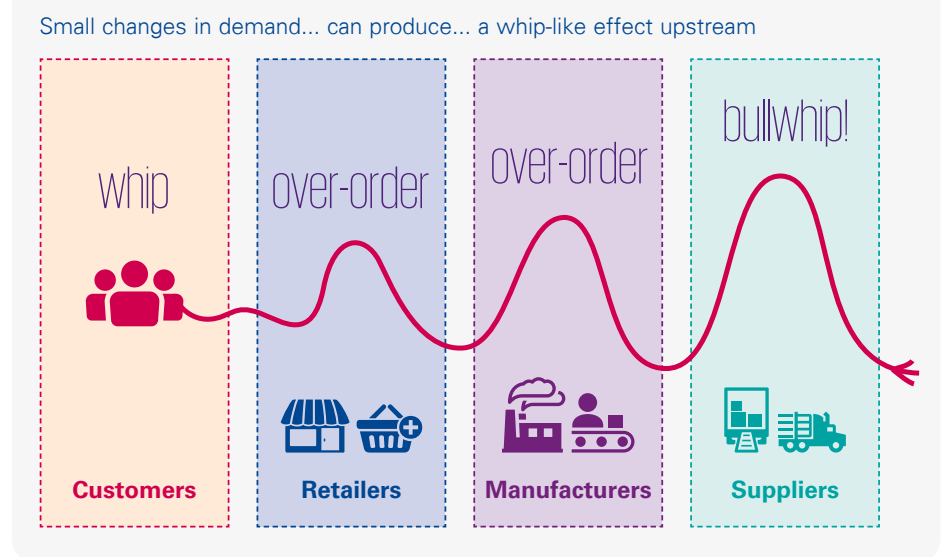 Small changes in demand... can produce... a whip-like effect upstream
whip
over-order
over-order
bullwhip!
Customers
Retailers
Manufacturers
Suppliers